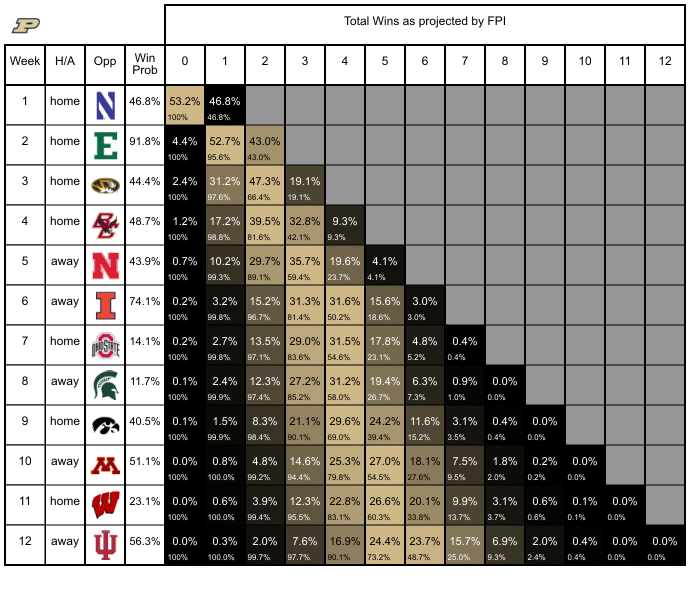 Total Wins as projected by FPI
Week H/A Opp Win Prob 0 1 2 3 4 5 6 7 8 9 10 11 12
1 home N 46.8% 53.2% 46.8%
100% 46.8%
2 home E 91.8% 4.4% 52.7% 43.0%
100% 95.6% 43.0%
3 home 44.4% 2.4% 31.2% 47.3% 19.1%
100% 97.6% 66.4% 19.1%
4 home BC 48.7% 1.2% 17.2% 39.5% 32.8% 9.3%
100% 98.8% 81.6% 42.1% 9.3%
5 away N 43.9% 0.7% 10.2% 29.7% 35.7% 19.6% 4.1%
100% 99.3% 89.1% 59.4% 23.7% 4.1%
6 away I 74.1% 0.2% 3.2% 15.2% 31.3% 31.6% 15.6% 3.0%
100% 99.8% 96.7% 81.4% 50.2% 18.6% 3.0%
7 home OHIO STATE 14.1% 0.2% 2.7% 13.5% 29.0% 31.5% 17.8% 4.8% 0.4%
100% 99.8% 97.1% 83.6% 54.6% 23.1% 5.2% 0.4%
8 away 11.7% 0.1% 2.4% 12.3% 27.2% 31.2% 19.4% 6.3% 0.9% 0.0%
100% 99.9% 97.4% 85.2% 58.0% 26.7% 7.3% 1.0% 0.0%
9 home 40.5% 0.1% 1.5% 8.3% 21.1% 29.6% 24.2% 11.6% 3.1% 0.4% 0.0%
100% 99.9% 98.4% 90.1% 69.0% 39.4% 15.2% 3.5% 0.4% 0.0%
10 away M 51.1% 0.0% 0.8% 4.8% 14.6% 25.3% 27.0% 18.1% 7.5% 1.8% 0.2% 0.0%
100% 100.0% 99.2% 94.4% 79.8% 54.5% 27.6% 9.5% 2.0% 0.2% 0.0%
11 home W 23.1% 0.0% 0.6% 3.9% 12.3% 22.8% 26.6% 20.1% 9.9% 3.1% 0.6% 0.1% 0.0%
100% 100.0% 99.4% 95.5% 83.1% 60.3% 33.8% 13.7% 3.7% 0.6% 0.1% 0.0%
12 away IU 56.3% 0.0% 0.3% 2.0% 7.6% 16.9% 24.4% 23.7% 15.7% 6.9% 2.0% 0.4% 0.0% 0.0%
100% 100.0% 99.7% 97.7% 90.1% 73.2% 48.7% 25.0% 9.3% 2.4% 0.4% 0.0% 0.0%